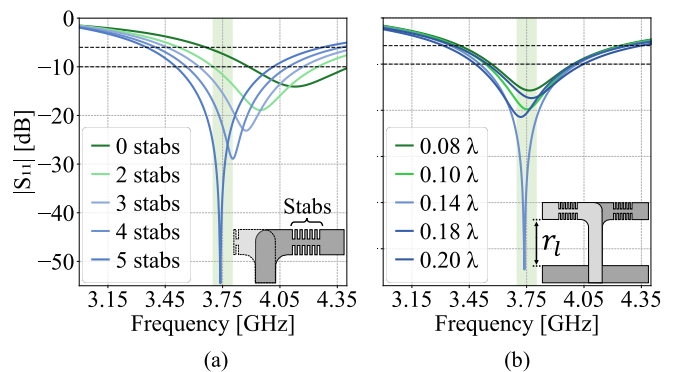 0
−10
−20
−30
−40
−50
|S₁₁| [dB]
0 stabs
2 stabs
3 stabs
4 stabs
5 stabs
Stabs
3.15 3.45 3.75 4.05 4.35
Frequency [GHz]
(a)
0.08 λ
0.10 λ
0.14 λ
0.18 λ
0.20 λ
rₗ
3.15 3.45 3.75 4.05 4.35
Frequency [GHz]
(b)